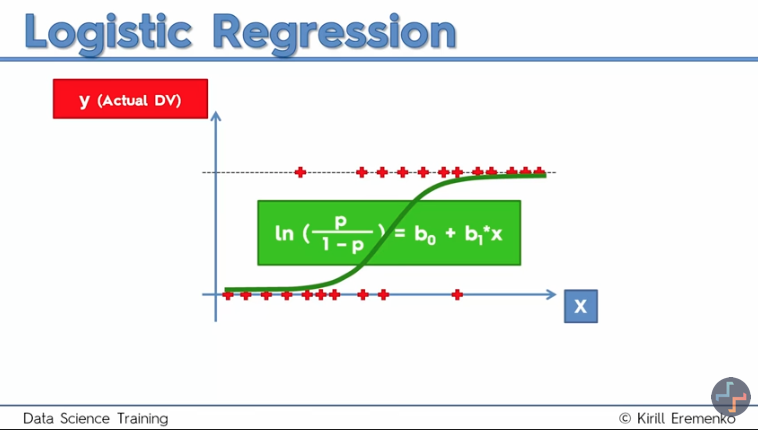 Logistic Regression
y (Actual DV)
ln ( p / 1 – p ) = b₀ + b₁*x
X
Data Science Training
© Kirill Eremenko